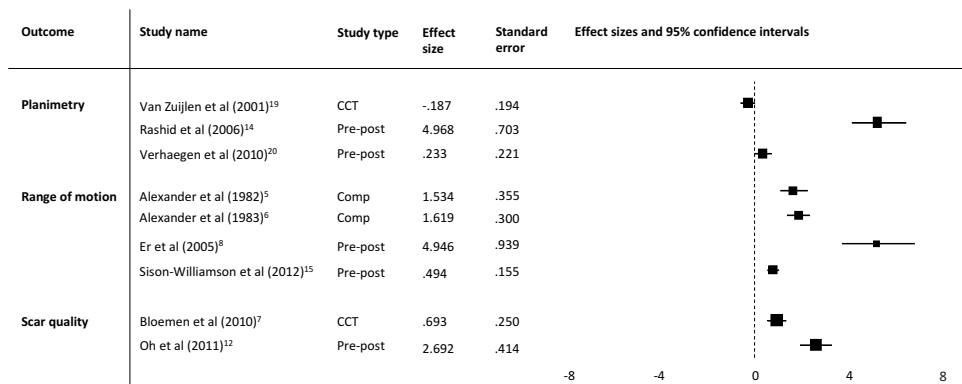 Outcome Study name Study type Effect size Standard error Effect sizes and 95% confidence intervals
Planimetry Van Zuijlen et al (2001)19 CCT -.187 .194
Rashid et al (2006)14 Pre-post 4.968 .703
Verhaegen et al (2010)20 Pre-post .233 .221
Range of motion Alexander et al (1982)5 Comp 1.534 .355
Alexander et al (1983)6 Comp 1.619 .300
Er et al (2005)8 Pre-post 4.946 .939
Sison-Williamson et al (2012)15 Pre-post .494 .155
Scar quality Bloemen et al (2010)7 CCT .693 .250
Oh et al (2011)12 Pre-post 2.692 .414
-8 -4 0 4 8